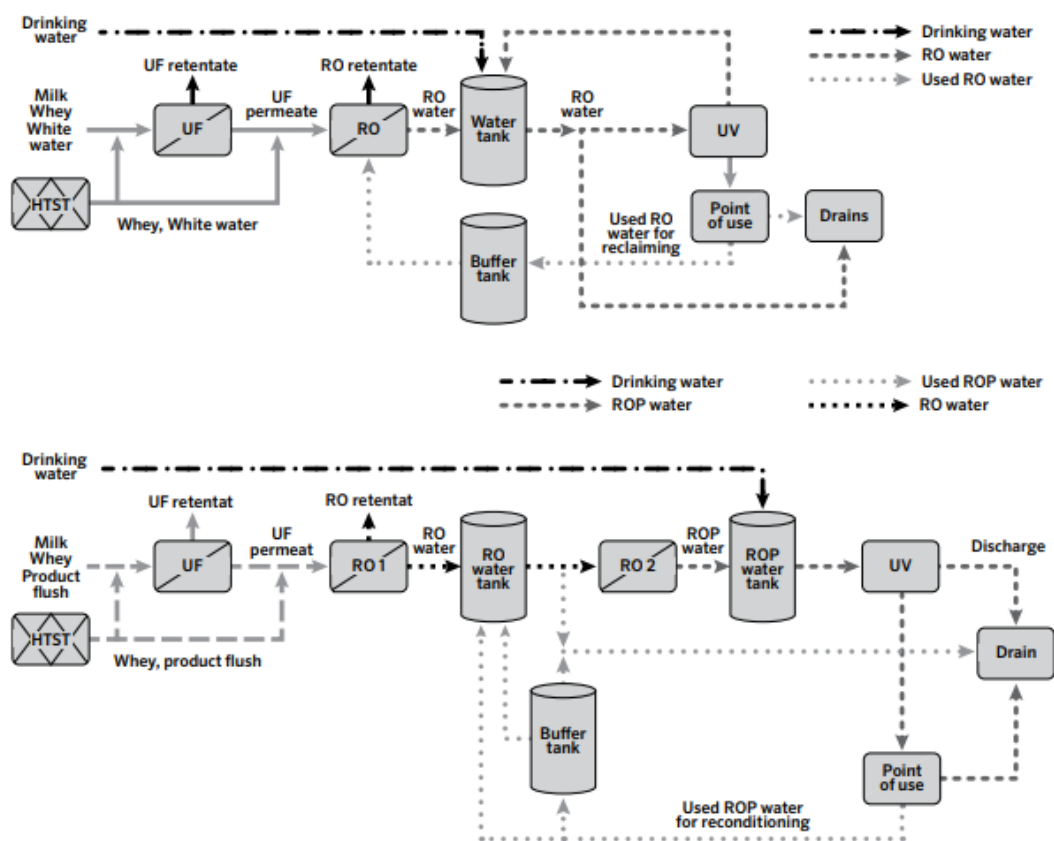 Drinking
water
Drinking water
RO water
Used RO water
UF retentate
RO retentate
Milk
Whey
White
water
UF
UF
permeate
RO
RO
water
Water
tank
RO
water
UV
HTST
Whey, White water
Buffer
tank
Used RO
water for
reclaiming
Point
of use
Drains
Drinking water
Used ROP water
ROP water
RO water
Drinking
water
UF retentat
RO retentat
Milk
Whey
Product
flush
UF
UF
permeat
RO 1
RO
water
RO
water
tank
RO 2
ROP
water
ROP
water
tank
UV
Discharge
HTST
Whey, product flush
Drain
Buffer
tank
Point
of use
Used ROP water
for reconditioning